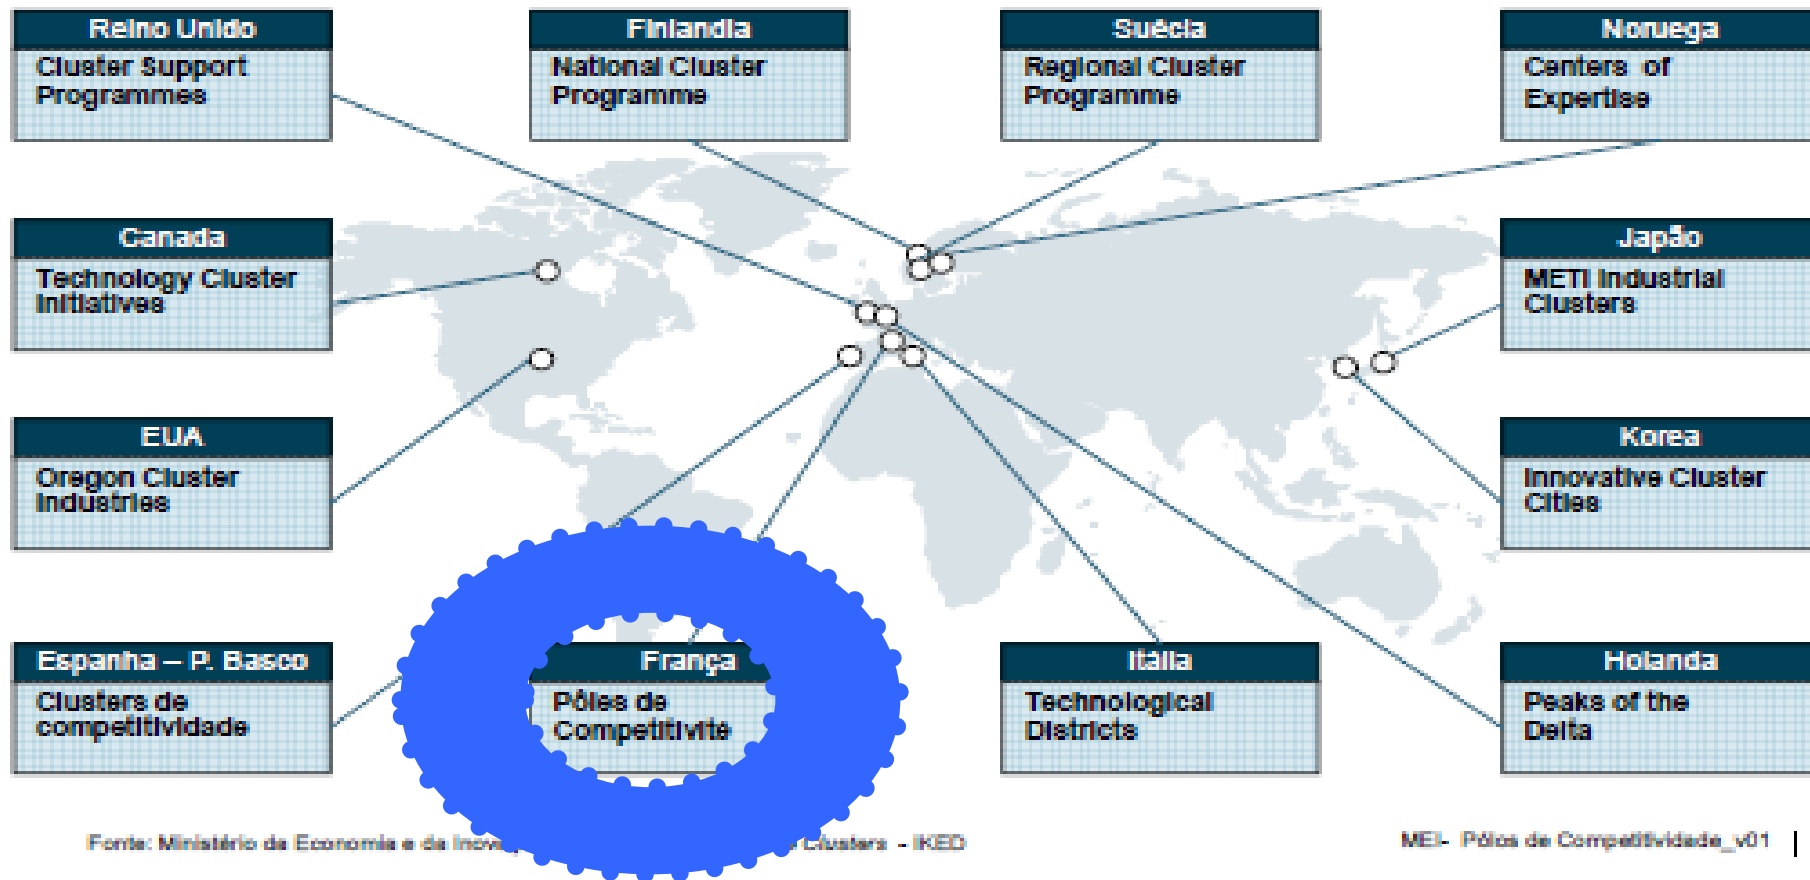 Reino Unido
Cluster Support
Programmes
Finlandia
National Cluster
Programme
Suécia
Regional Cluster
Programme
Noruega
Centers of
Expertise
Canada
Technology Cluster
Initiatives
Japão
METI Industrial
Clusters
EUA
Oregon Cluster
Industries
Korea
Innovative Cluster
Cities
Espanha – P. Basco
Clusters de
competitividade
França
Pôles de
Competitivité
Itália
Technological
Districts
Holanda
Peaks of the
Delta
Fonte: Ministério da Economia e da Clusters - IKED
MEI- Pólos de Competitividade_v01 |